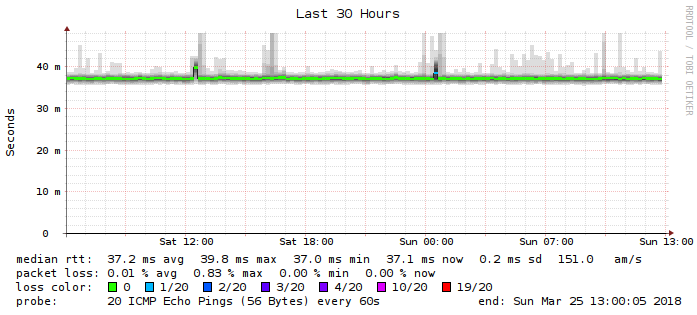 Last 30 Hours
RRDTOOL / TOBI OETIKER
Seconds
40 m
30 m
20 m
10 m
0
Sat 12:00 Sat 18:00 Sun 00:00 Sun 07:00 Sun 13:00
median rtt: 37.2 ms avg 39.8 ms max 37.0 ms min 37.1 ms now 0.2 ms sd 151.0 am/s
packet loss: 0.01 % avg 0.83 % max 0.00 % min 0.00 % now
loss color: 0 1/20 2/20 3/20 4/20 10/20 19/20
probe: 20 ICMP Echo Pings (56 Bytes) every 60s end: Sun Mar 25 13:00:05 2018